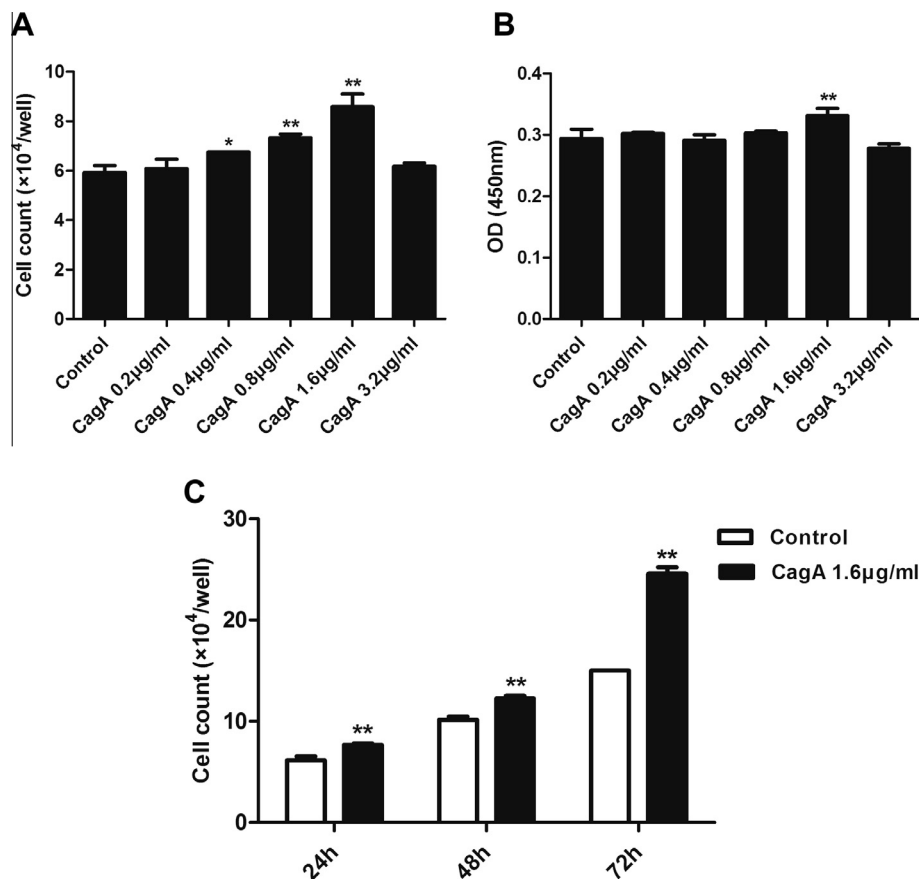 A
Cell count (×10⁴/well)
10
8
6
4
2
0
*
**
**
Control
CagA 0.2µg/ml
CagA 0.4µg/ml
CagA 0.8µg/ml
CagA 1.6µg/ml
CagA 3.2µg/ml
B
OD (450nm)
0.4
0.3
0.2
0.1
0.0
**
Control
CagA 0.2µg/ml
CagA 0.4µg/ml
CagA 0.8µg/ml
CagA 1.6µg/ml
CagA 3.2µg/ml
C
Cell count (×10⁴/well)
30
20
10
0
**
**
**
24h
48h
72h
Control
CagA 1.6µg/ml